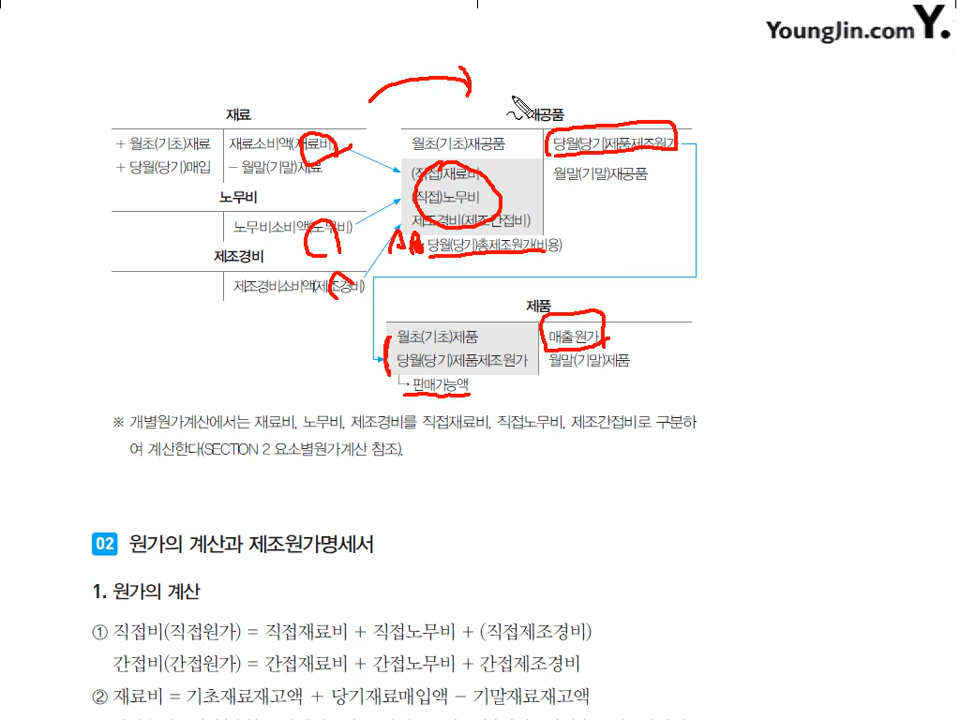 YoungJin.com Y.
재료
+ 월초(기초)재료 재료소비액(재료비)
+ 당월(당기)매입 - 월말(기말)재료
노무비
노무비소비액(노무비)
제조경비
제조경비소비액(제조경비)
재공품
월초(기초)재공품 당월(당기)제품제조원가
(직접)재료비 월말(기말)재공품
(직접)노무비
제조경비(제조간접비)
당월(당기)총제조원가(비용)
제품
월초(기초)제품 매출원가
당월(당기)제품제조원가 월말(기말)제품
판매가능액
※ 개별원가계산에서는 재료비, 노무비, 제조경비를 직접재료비, 직접노무비, 제조간접비로 구분하
여 계산한다(SECTION 2 요소별원가계산 참조).
02 원가의 계산과 제조원가명세서
1. 원가의 계산
① 직접비(직접원가) = 직접재료비 + 직접노무비 + (직접제조경비)
간접비(간접원가) = 간접재료비 + 간접노무비 + 간접제조경비
② 재료비 = 기초재료재고액 + 당기재료매입액 - 기말재료재고액